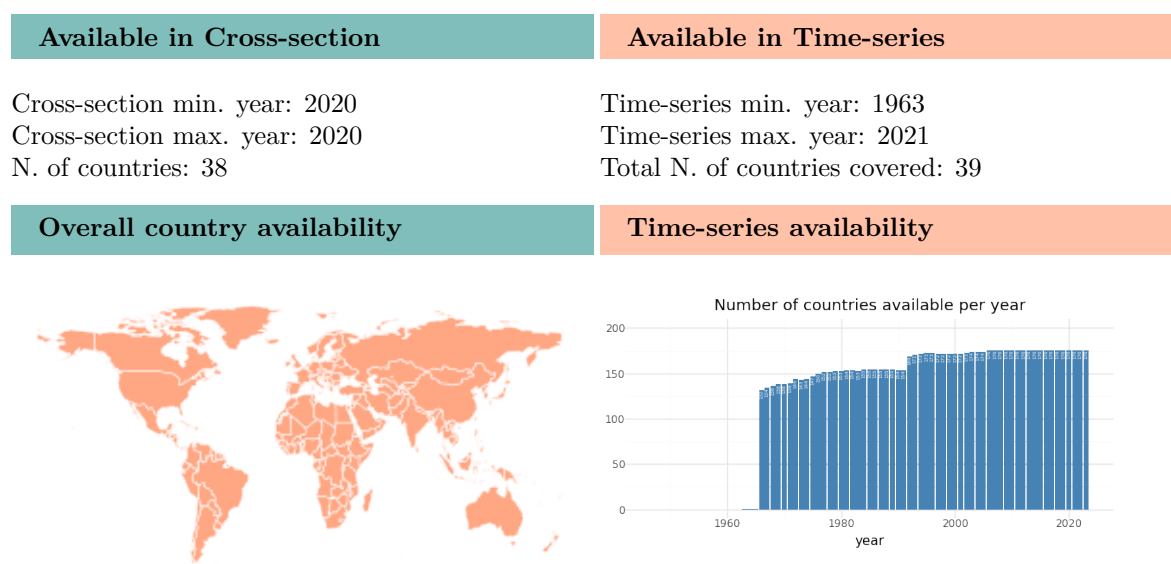 Available in Cross-section
Cross-section min. year: 2020
Cross-section max. year: 2020
N. of countries: 38
Available in Time-series
Time-series min. year: 1963
Time-series max. year: 2021
Total N. of countries covered: 39
Overall country availability
Time-series availability
Number of countries available per year
200
150
100
50
0
1960 1980 2000 2020
year